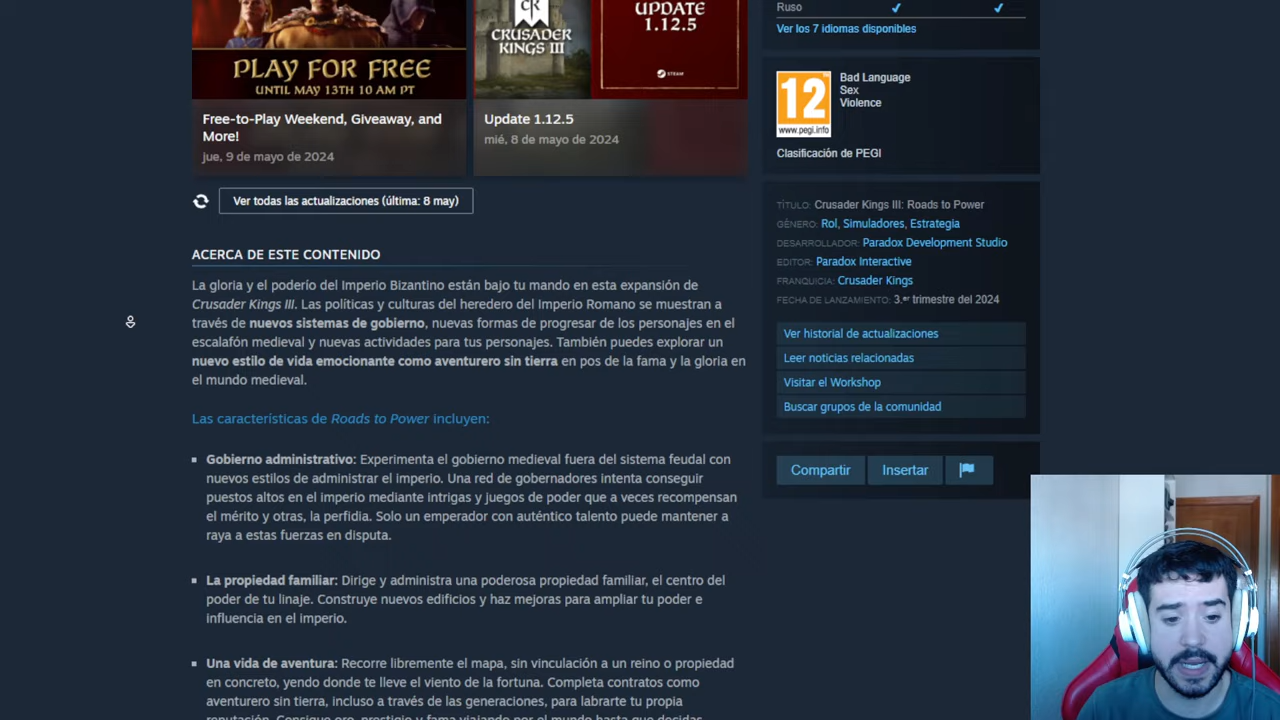 PLAY FOR FREE
UNTIL MAY 13TH 10 AM PT
Free-to-Play Weekend, Giveaway, and
More!
jue, 9 de mayo de 2024
CRUSADER
KINGS III
UPDATE
1.12.5
STEAM
Update 1.12.5
mié, 8 de mayo de 2024
Ver todas las actualizaciones (última: 8 may)
ACERCA DE ESTE CONTENIDO
La gloria y el poderío del Imperio Bizantino están bajo tu mando en esta expansión de
Crusader Kings III. Las políticas y culturas del heredero del Imperio Romano se muestran a
través de nuevos sistemas de gobierno, nuevas formas de progresar de los personajes en el
escalafón medieval y nuevas actividades para tus personajes. También puedes explorar un
nuevo estilo de vida emocionante como aventurero sin tierra en pos de la fama y la gloria en
el mundo medieval.
Las características de Roads to Power incluyen:
Gobierno administrativo: Experimenta el gobierno medieval fuera del sistema feudal con
nuevos estilos de administrar el imperio. Una red de gobernadores intenta conseguir
puestos altos en el imperio mediante intrigas y juegos de poder que a veces recompensan
el mérito y otras, la perfidia. Solo un emperador con auténtico talento puede mantener a
raya a estas fuerzas en disputa.
La propiedad familiar: Dirige y administra una poderosa propiedad familiar, el centro del
poder de tu linaje. Construye nuevos edificios y haz mejoras para ampliar tu poder e
influencia en el imperio.
Una vida de aventura: Recorre libremente el mapa, sin vinculación a un reino o propiedad
en concreto, yendo donde te lleve el viento de la fortuna. Completa contratos como
aventurero sin tierra, incluso a través de las generaciones, para labrarte tu propia
reputación. Consigue oro, prestigio y fama viajando por el mundo hasta que decidas
Ruso
Ver los 7 idiomas disponibles
12
www.pegi.info
Bad Language
Sex
Violence
Clasificación de PEGI
TÍTULO: Crusader Kings III: Roads to Power
GÉNERO: Rol, Simuladores, Estrategia
DESARROLLADOR: Paradox Development Studio
EDITOR: Paradox Interactive
FRANQUICIA: Crusader Kings
FECHA DE LANZAMIENTO: 3.er trimestre del 2024
Ver historial de actualizaciones
Leer noticias relacionadas
Visitar el Workshop
Buscar grupos de la comunidad
Compartir
Insertar